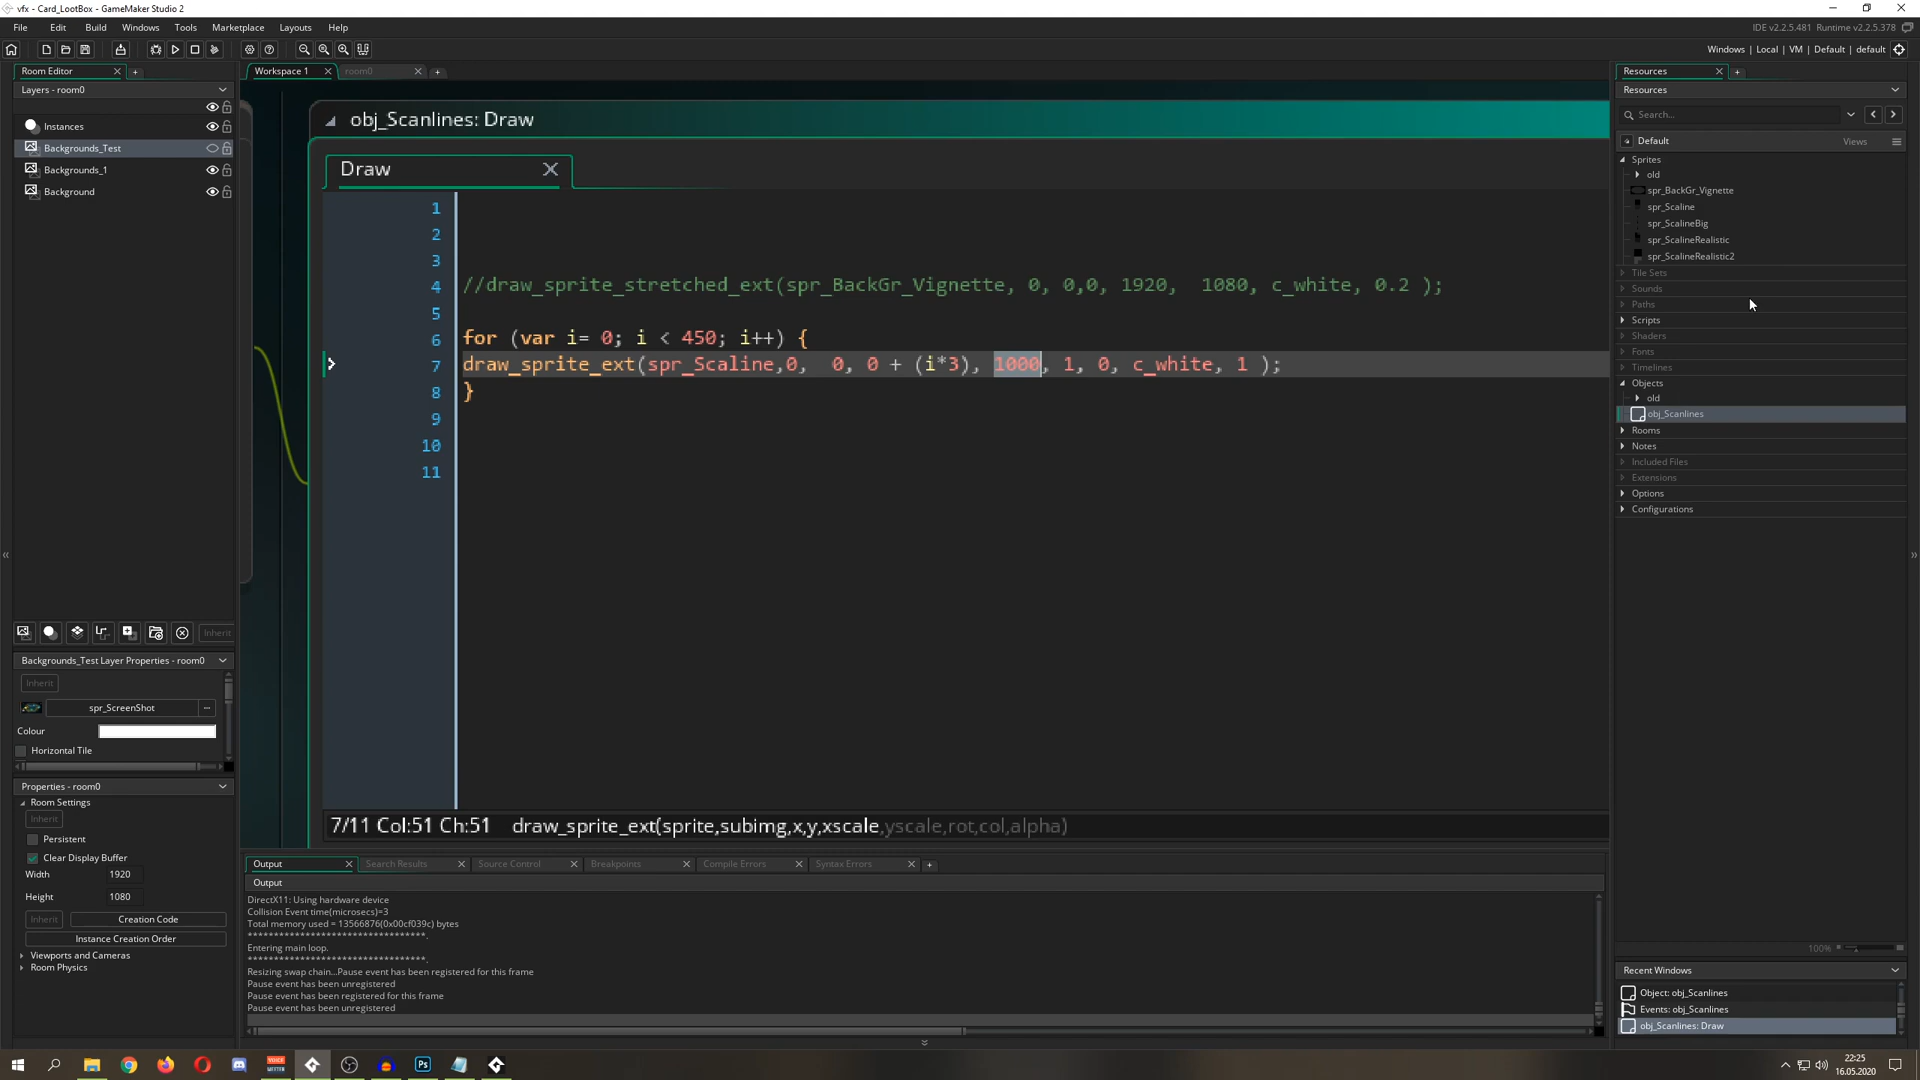 vfx - Card_LootBox - GameMaker Studio 2
File Edit Build Windows Tools Marketplace Layouts Help
IDE v2.2.5.481 Runtime v2.2.5.378
Windows | Local | VM | Default | default
Room Editor
Layers - room0
Instances
Backgrounds_Test
Backgrounds_1
Background
Inherit
Backgrounds_Test Layer Properties - room0
Inherit
spr_ScreenShot ...
Colour
Horizontal Tile
Properties - room0
Room Settings
Inherit
Persistent
Clear Display Buffer
Width 1920
Height 1080
Inherit Creation Code
Instance Creation Order
Viewports and Cameras
Room Physics
Workspace 1 room0
obj_Scanlines: Draw
Draw
1
2
3
4 //draw_sprite_stretched_ext(spr_BackGr_Vignette, 0, 0,0, 1920,  1080, c_white, 0.2 );
5
6 for (var i= 0; i < 450; i++) {
7 draw_sprite_ext(spr_Scaline,0,  0, 0 + (i*3), 1000, 1, 0, c_white, 1 );
8 }
9
10
11
7/11 Col:51 Ch:51 draw_sprite_ext(sprite,subimg,x,y,xscale,yscale,rot,col,alpha)
Output Search Results Source Control Breakpoints Compile Errors Syntax Errors
Output
DirectX11: Using hardware device
Collision Event time(microsecs)=3
Total memory used = 13566876(0x00cf039c) bytes
**********************************.
Entering main loop.
**********************************.
Resizing swap chain...Pause event has been registered for this frame
Pause event has been unregistered
Pause event has been registered for this frame
Pause event has been unregistered
Resources
Resources
Search...
Default Views
Sprites
old
spr_BackGr_Vignette
spr_Scaline
spr_ScalineBig
spr_ScalineRealistic
spr_ScalineRealistic2
Tile Sets
Sounds
Paths
Scripts
Shaders
Fonts
Timelines
Objects
old
obj_Scanlines
Rooms
Notes
Included Files
Extensions
Options
Configurations
100%
Recent Windows
Object: obj_Scanlines
Events: obj_Scanlines
obj_Scanlines: Draw
22:25
16.05.2020